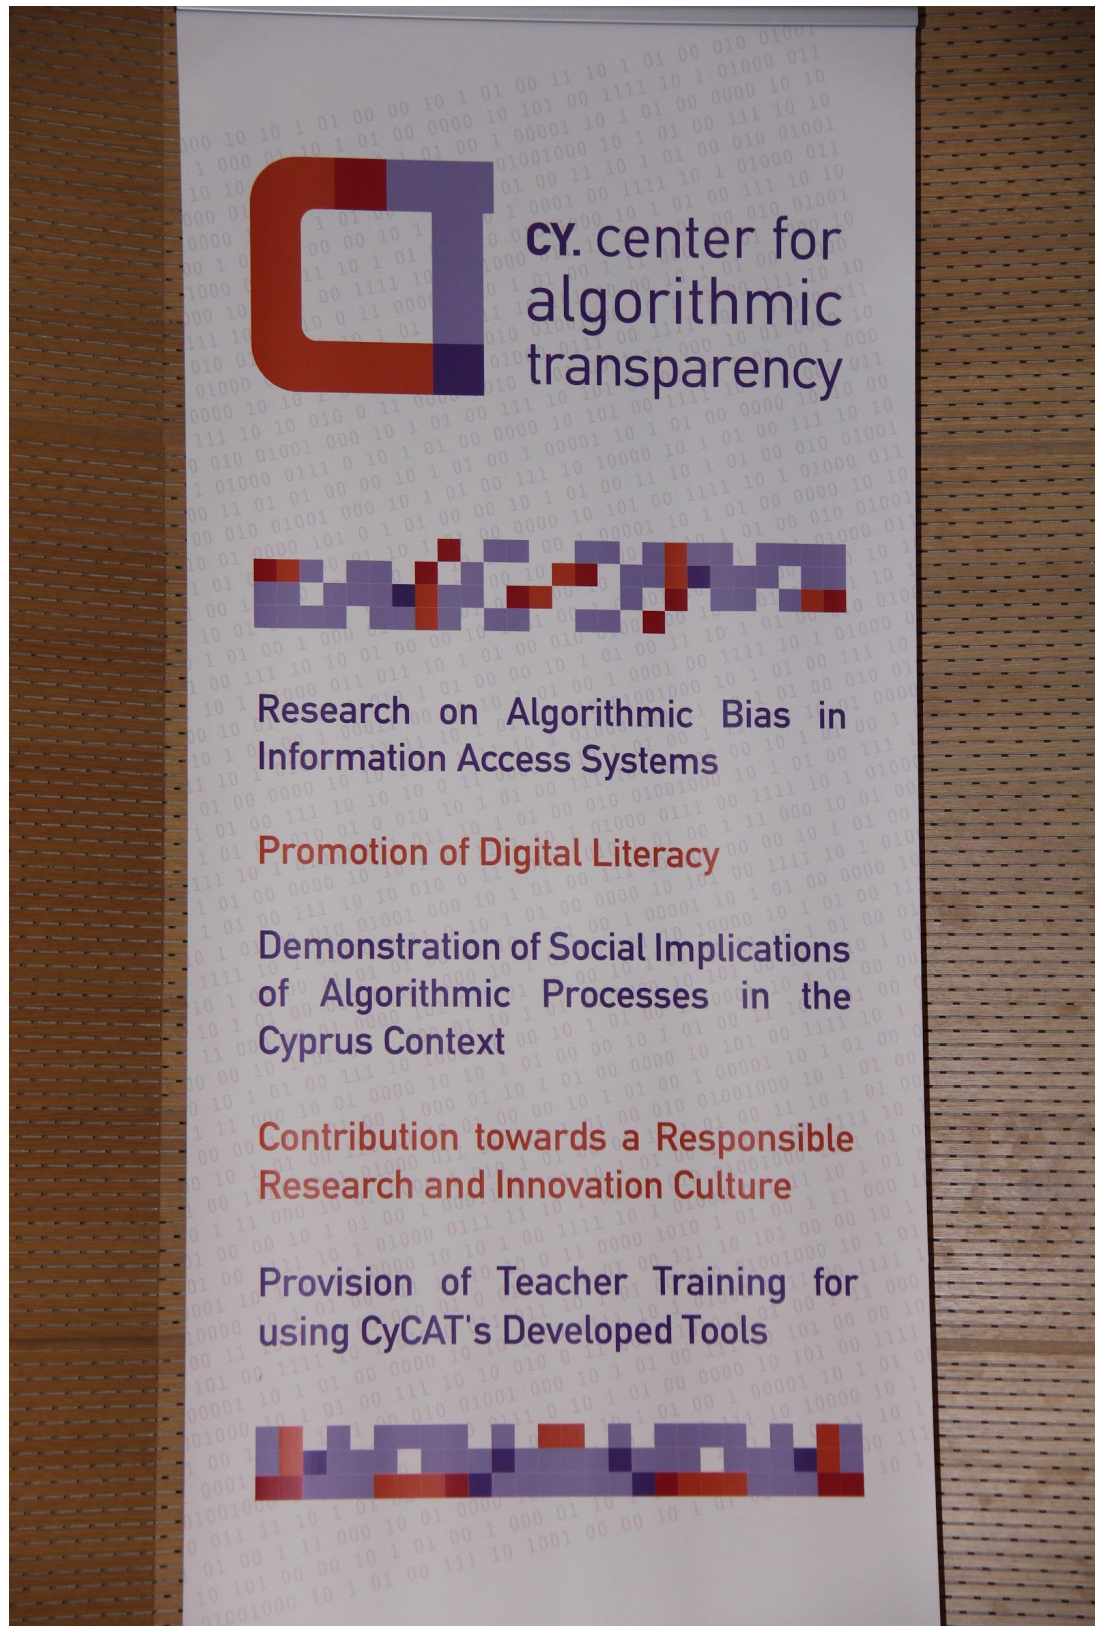 CY. center for
algorithmic
transparency
Research on Algorithmic Bias in
Information Access Systems
Promotion of Digital Literacy
Demonstration of Social Implications
of Algorithmic Processes in the
Cyprus Context
Contribution towards a Responsible
Research and Innovation Culture
Provision of Teacher Training for
using CyCAT's Developed Tools